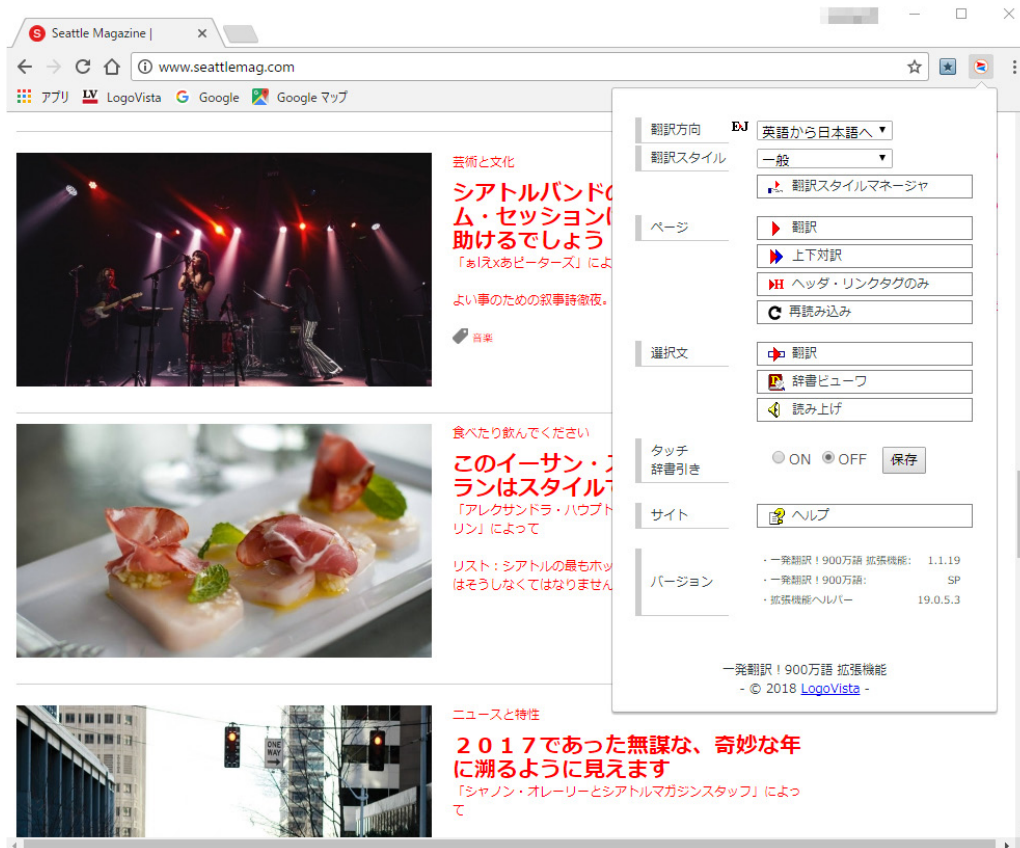 Seattle Magazine |
www.seattlemag.com
アプリ LV LogoVista Google Google マップ
芸術と文化
シアトルバンドの
ム・セッションは
助けるでしょう
「ぁlえxあピーターズ」によ
よい事のための叙事詩徹夜。
音楽
食べたり飲んでください
このイーサン・ス
ランはスタイルで
「アレクサンドラ・ハウプト
リン」によって
リスト:シアトルの最もホッ
はそうしなくてはなりません
ニュースと特性
2017であった無謀な、奇妙な年
に溯るように見えます
「シャノン・オレーリーとシアトルマガジンスタッフ」によっ
て
ONE
WAY
翻訳方向 EJ 英語から日本語へ
翻訳スタイル 一般
翻訳スタイルマネージャ
ページ 翻訳
上下対訳
H ヘッダ・リンクタグのみ
再読み込み
選択文 翻訳
辞書ビューワ
読み上げ
タッチ
辞書引き ON OFF 保存
サイト ヘルプ
バージョン
・一発翻訳!900万語 拡張機能: 1.1.19
・一発翻訳!900万語: SP
・拡張機能ヘルパー 19.0.5.3
一発翻訳!900万語 拡張機能
- © 2018 LogoVista -